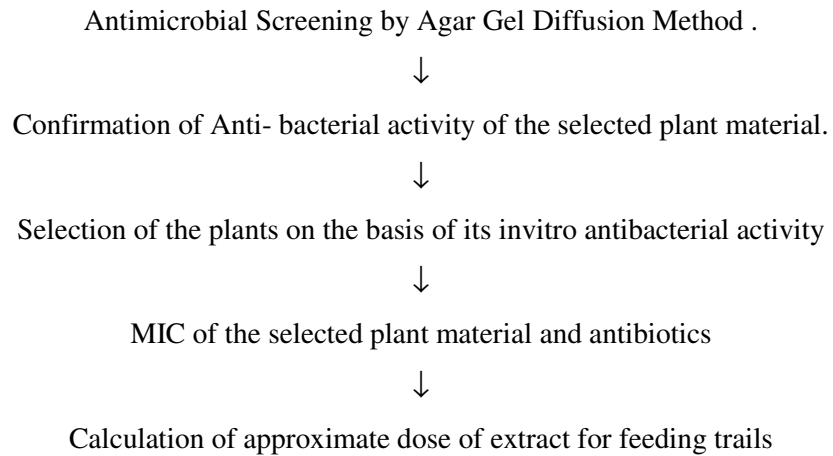 Antimicrobial Screening by Agar Gel Diffusion Method .
↓
Confirmation of Anti- bacterial activity of the selected plant material.
↓
Selection of the plants on the basis of its invitro antibacterial activity
↓
MIC of the selected plant material and antibiotics
↓
Calculation of approximate dose of extract for feeding trails